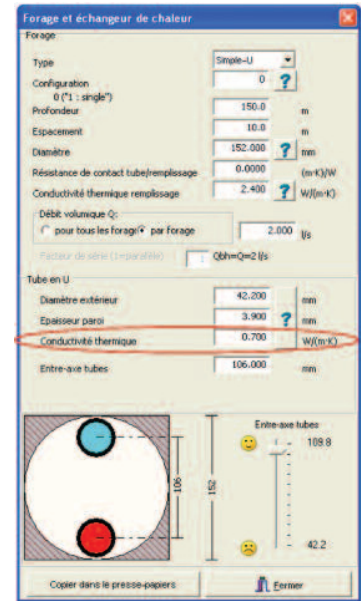 Forage et échangeur de chaleur
Forage
Type Simple-U
Configuration 0 ?
0 ("1 : single")
Profondeur 150.0 m
Espacement 10.0 m
Diamètre 152.000 ? mm
Résistance de contact tube/remplissage 0.0000 (m·K)/W
Conductivité thermique remplissage 2.400 ? W/(m·K)
Débit volumique Q:
pour tous les forage par forage 2.000 l/s
Facteur de série (1=parallèle) : Qbh=Q=2 l/s
Tube en U
Diamètre extérieur 42.200 mm
Epaisseur paroi 3.900 ? mm
Conductivité thermique 0.700 W/(m·K)
Entre-axe tubes 106.000 mm
Entre-axe tubes
109.8
106
152
42.2
Copier dans le presse-papiers Fermer